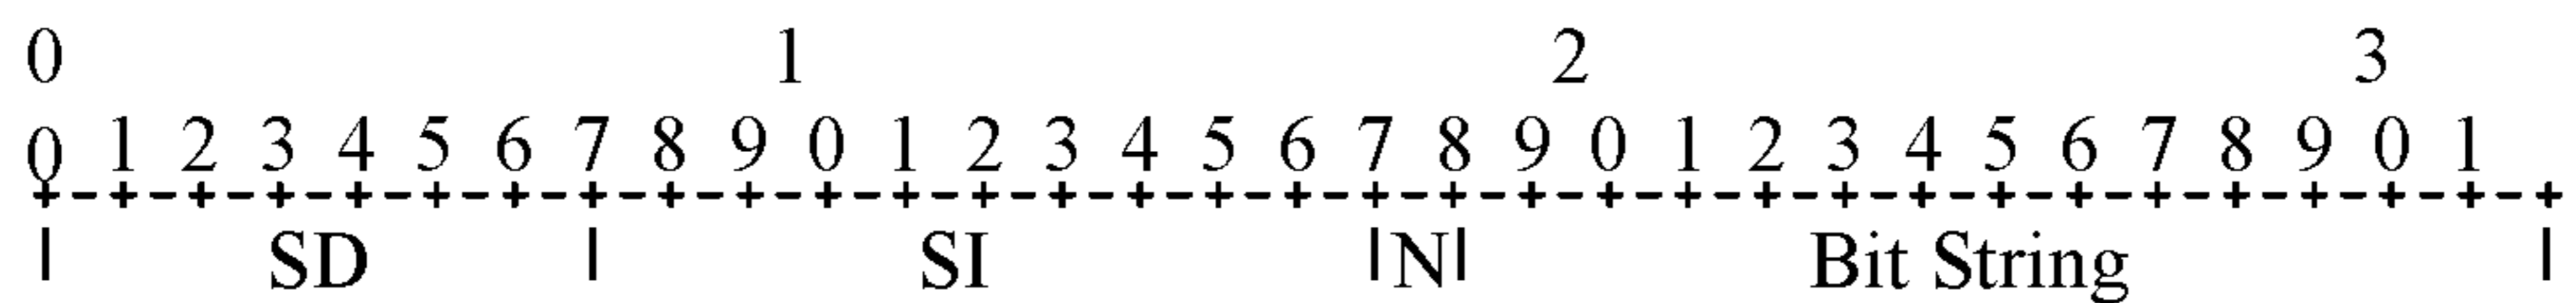 0 1 2 3
0 1 2 3 4 5 6 7 8 9 0 1 2 3 4 5 6 7 8 9 0 1 2 3 4 5 6 7 8 9 0 1
+-+-+-+-+-+-+-+-+-+-+-+-+-+-+-+-+-+-+-+-+-+-+-+-+-+-+-+-+-+-+-+-+
| SD | SI |N| Bit String |